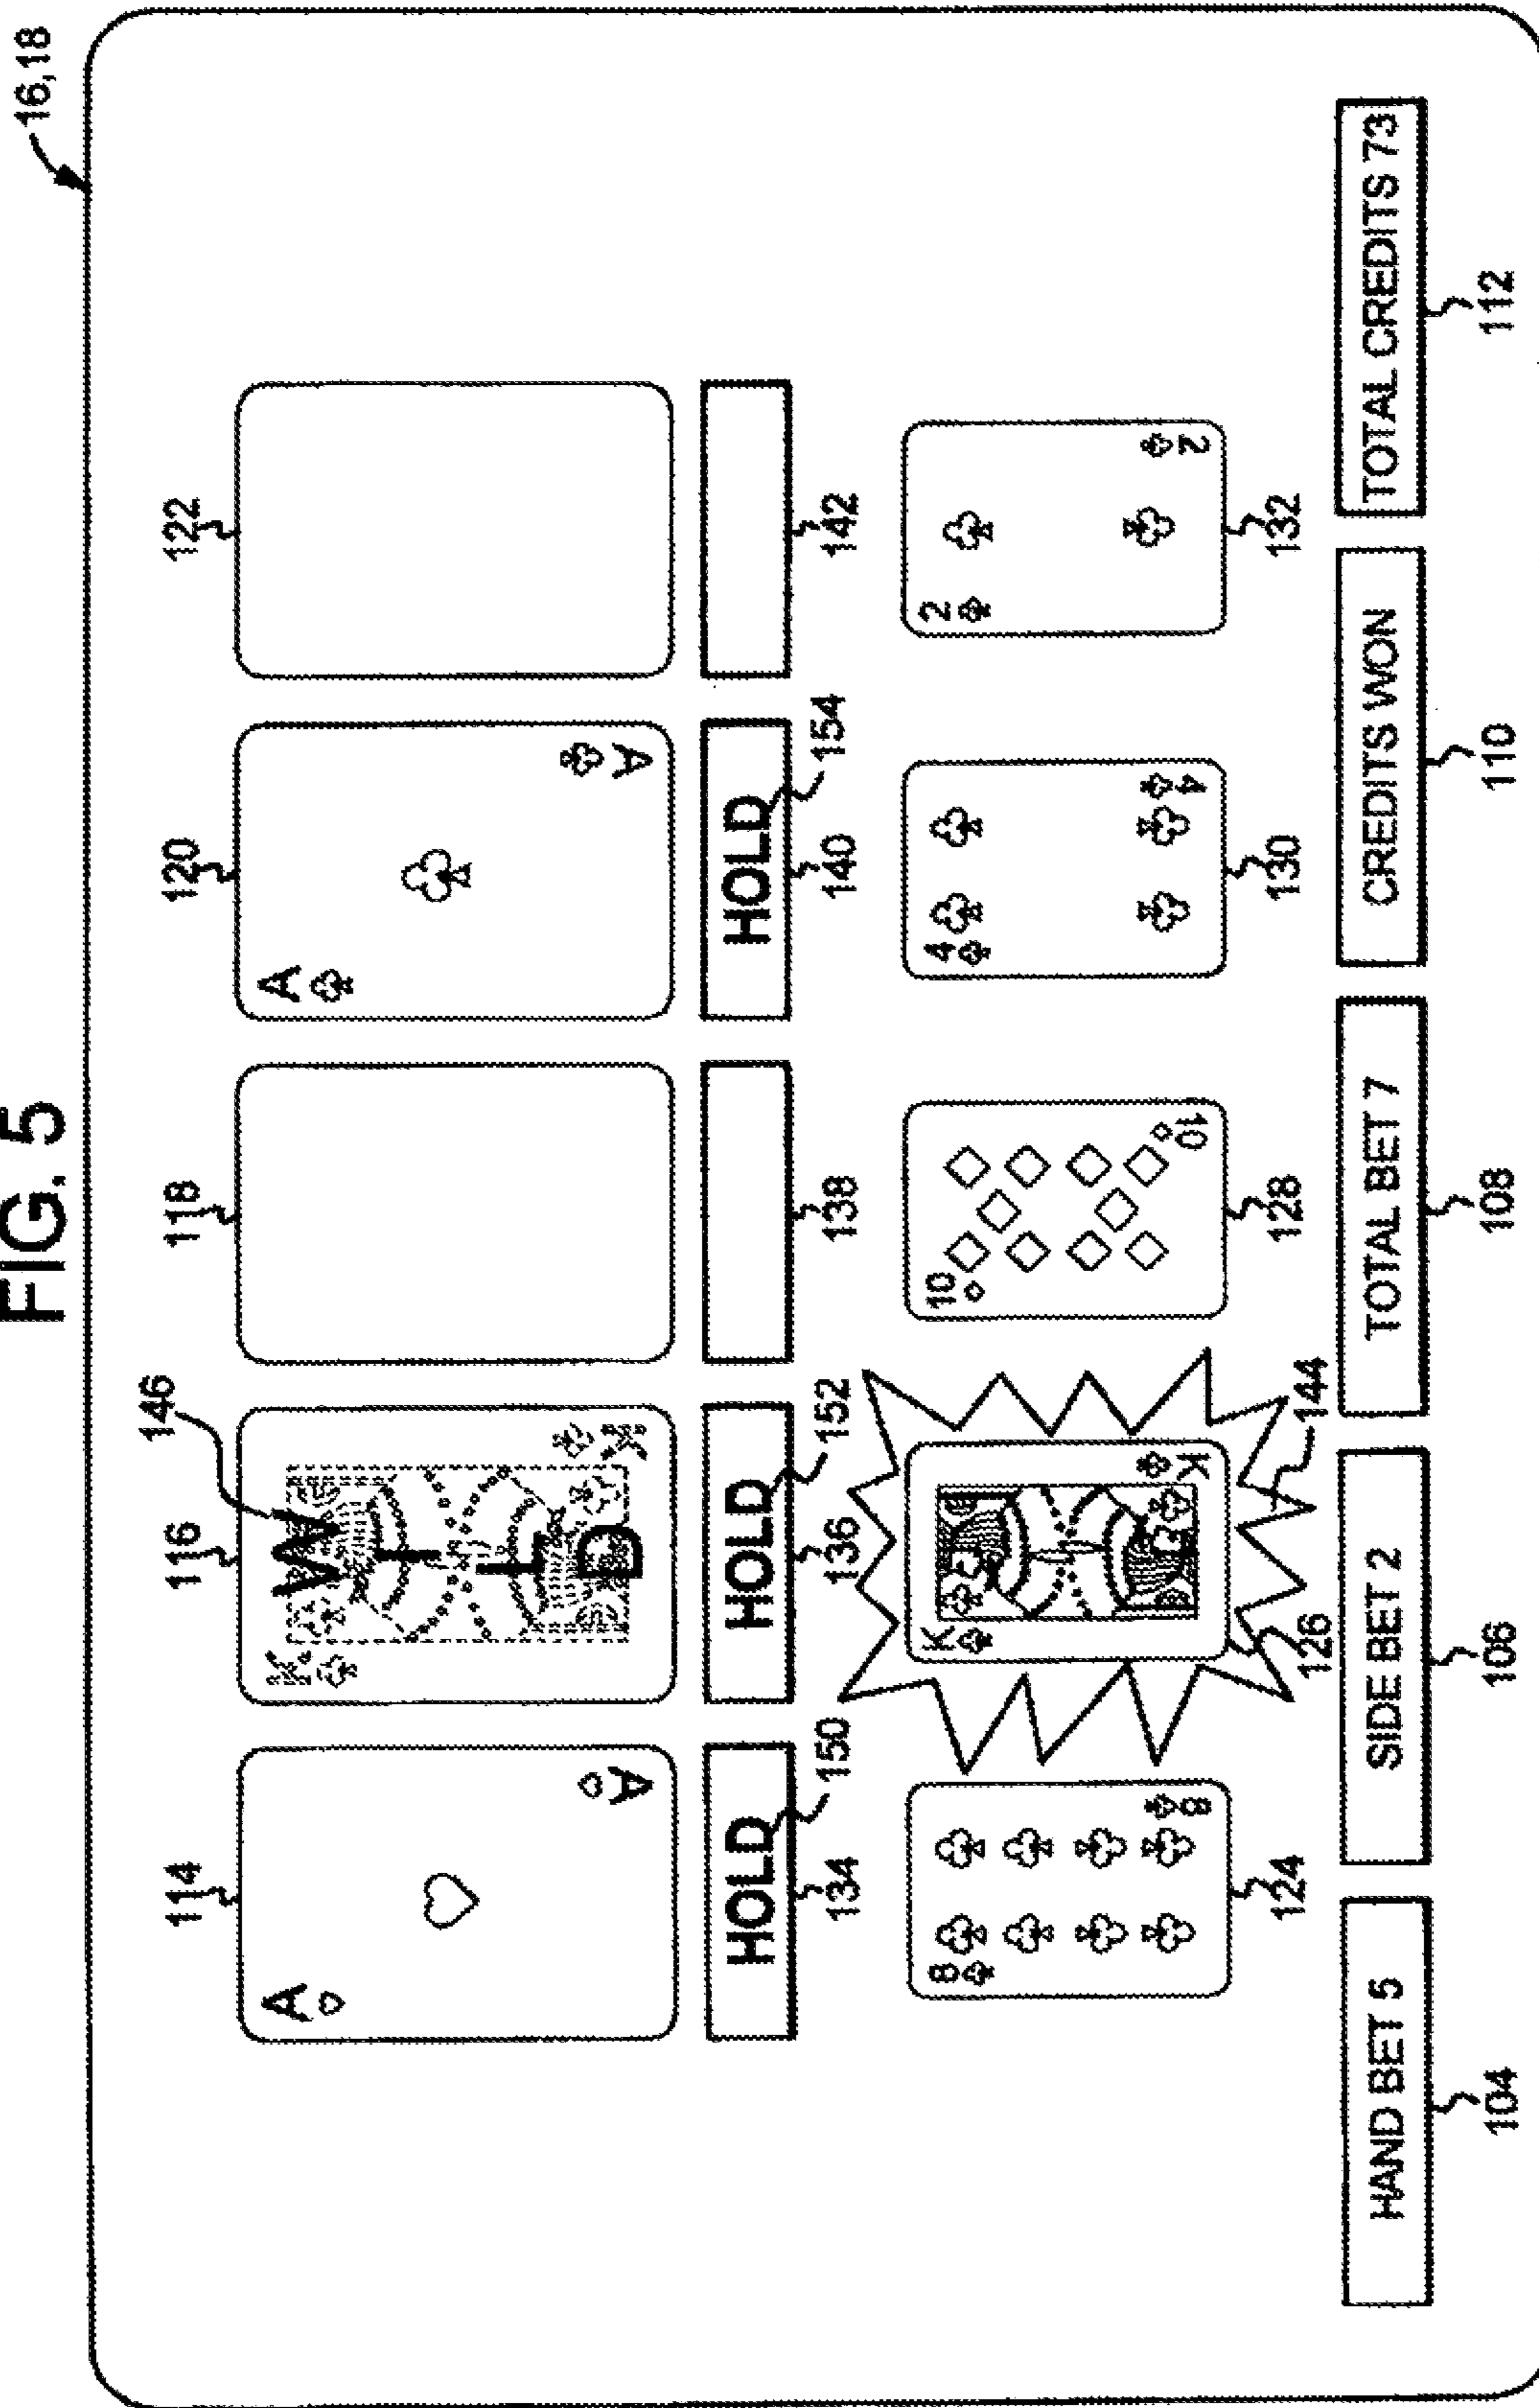 FIG. 5
16,18
114 116 146 118 120 122
A K A
WILD
A K A
HOLD HOLD HOLD
150 152 154
134 136 138 140 142
8 K 10 4 2
8 K 10 4 2
124 126 144 128 130 132
HAND BET 5 SIDE BET 2 TOTAL BET 7 CREDITS WON TOTAL CREDITS 73
104 106 108 110 112